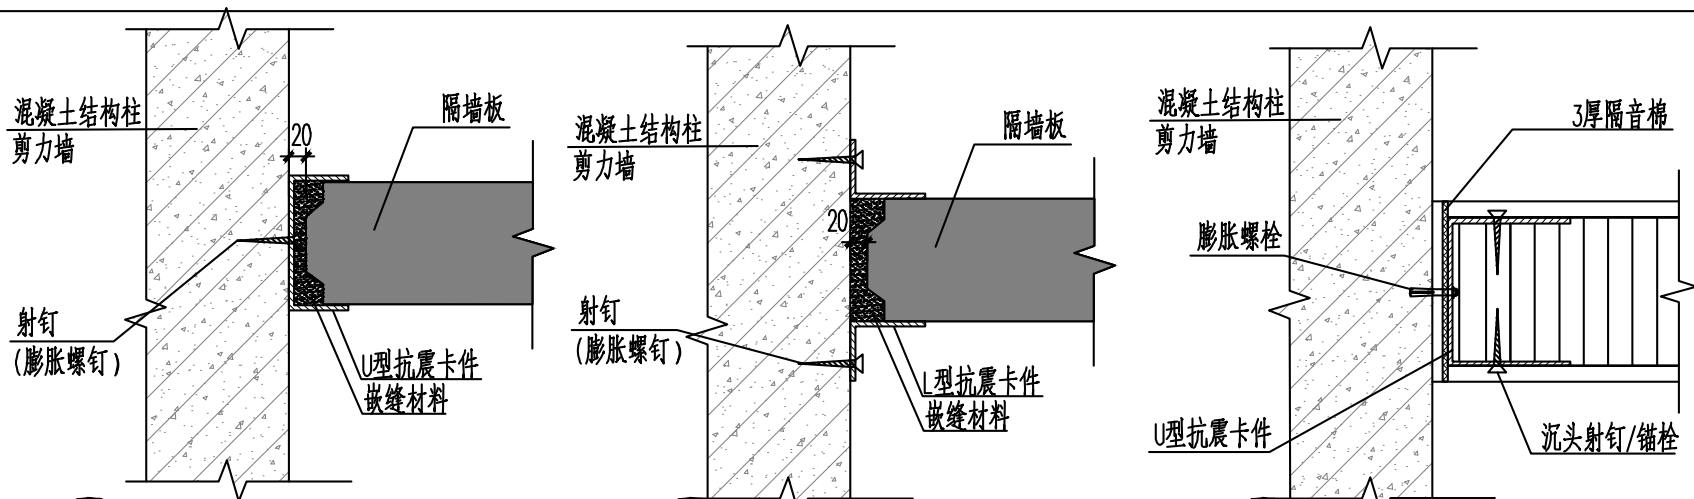 混凝土结构柱
剪力墙
20
隔墙板
射钉
(膨胀螺钉)
U型抗震卡件
嵌缝材料
混凝土结构柱
剪力墙
20
隔墙板
射钉
(膨胀螺钉)
L型抗震卡件
嵌缝材料
混凝土结构柱
剪力墙
3厚隔音棉
膨胀螺栓
U型抗震卡件
沉头射钉/锚栓